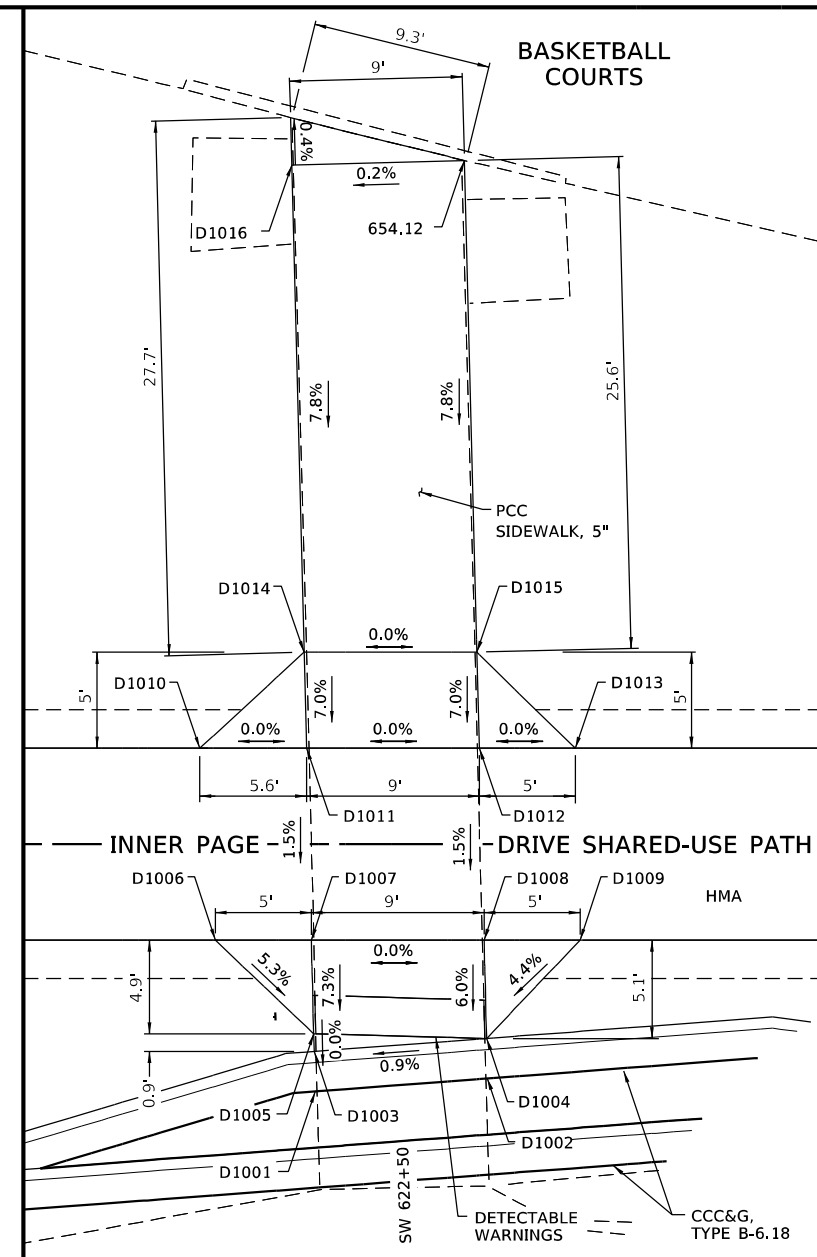 9.3'
BASKETBALL
COURTS
9'
0.4%
0.2%
D1016
654.12
27.7'
25.6'
7.8%
7.8%
PCC
SIDEWALK, 5"
D1014
D1015
0.0%
5'
5'
D1010
D1013
7.0%
7.0%
0.0%
0.0%
0.0%
5.6'
9'
5'
D1011
D1012
INNER PAGE
DRIVE SHARED-USE PATH
1.5%
1.5%
D1006
D1007
D1008
D1009
HMA
5'
9'
5'
0.0%
4.9'
5.3%
7.3%
6.0%
4.4%
5.1'
0.0%
0.9%
0.9'
D1005
D1003
D1004
D1002
D1001
SW 622+50
DETECTABLE
WARNINGS
CCC&G,
TYPE B-6.18